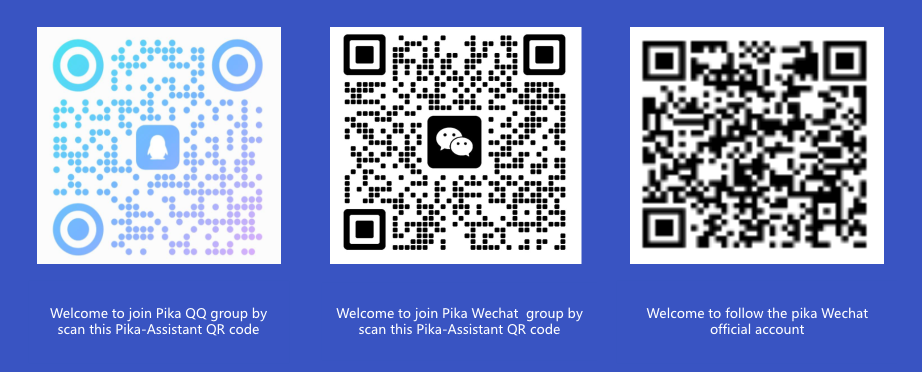 Welcome to join Pika QQ group by
scan this Pika-Assistant QR code
Welcome to join Pika Wechat  group by
scan this Pika-Assistant QR code
Welcome to follow the pika Wechat
official account